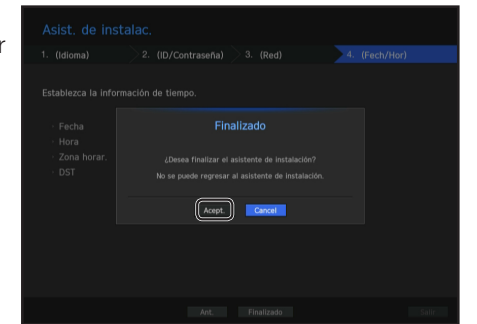 r
Asist. de instalac.
1. (Idioma) 2. (ID/Contraseña) 3. (Red) 4. (Fech/Hor)
Establezca la información de tiempo.
· Fecha
· Hora
· Zona horar.
· DST
Finalizado
¿Desea finalizar el asistente de instalación?
No se puede regresar al asistente de instalación.
Acept. Cancel
Ant. Finalizado Salir